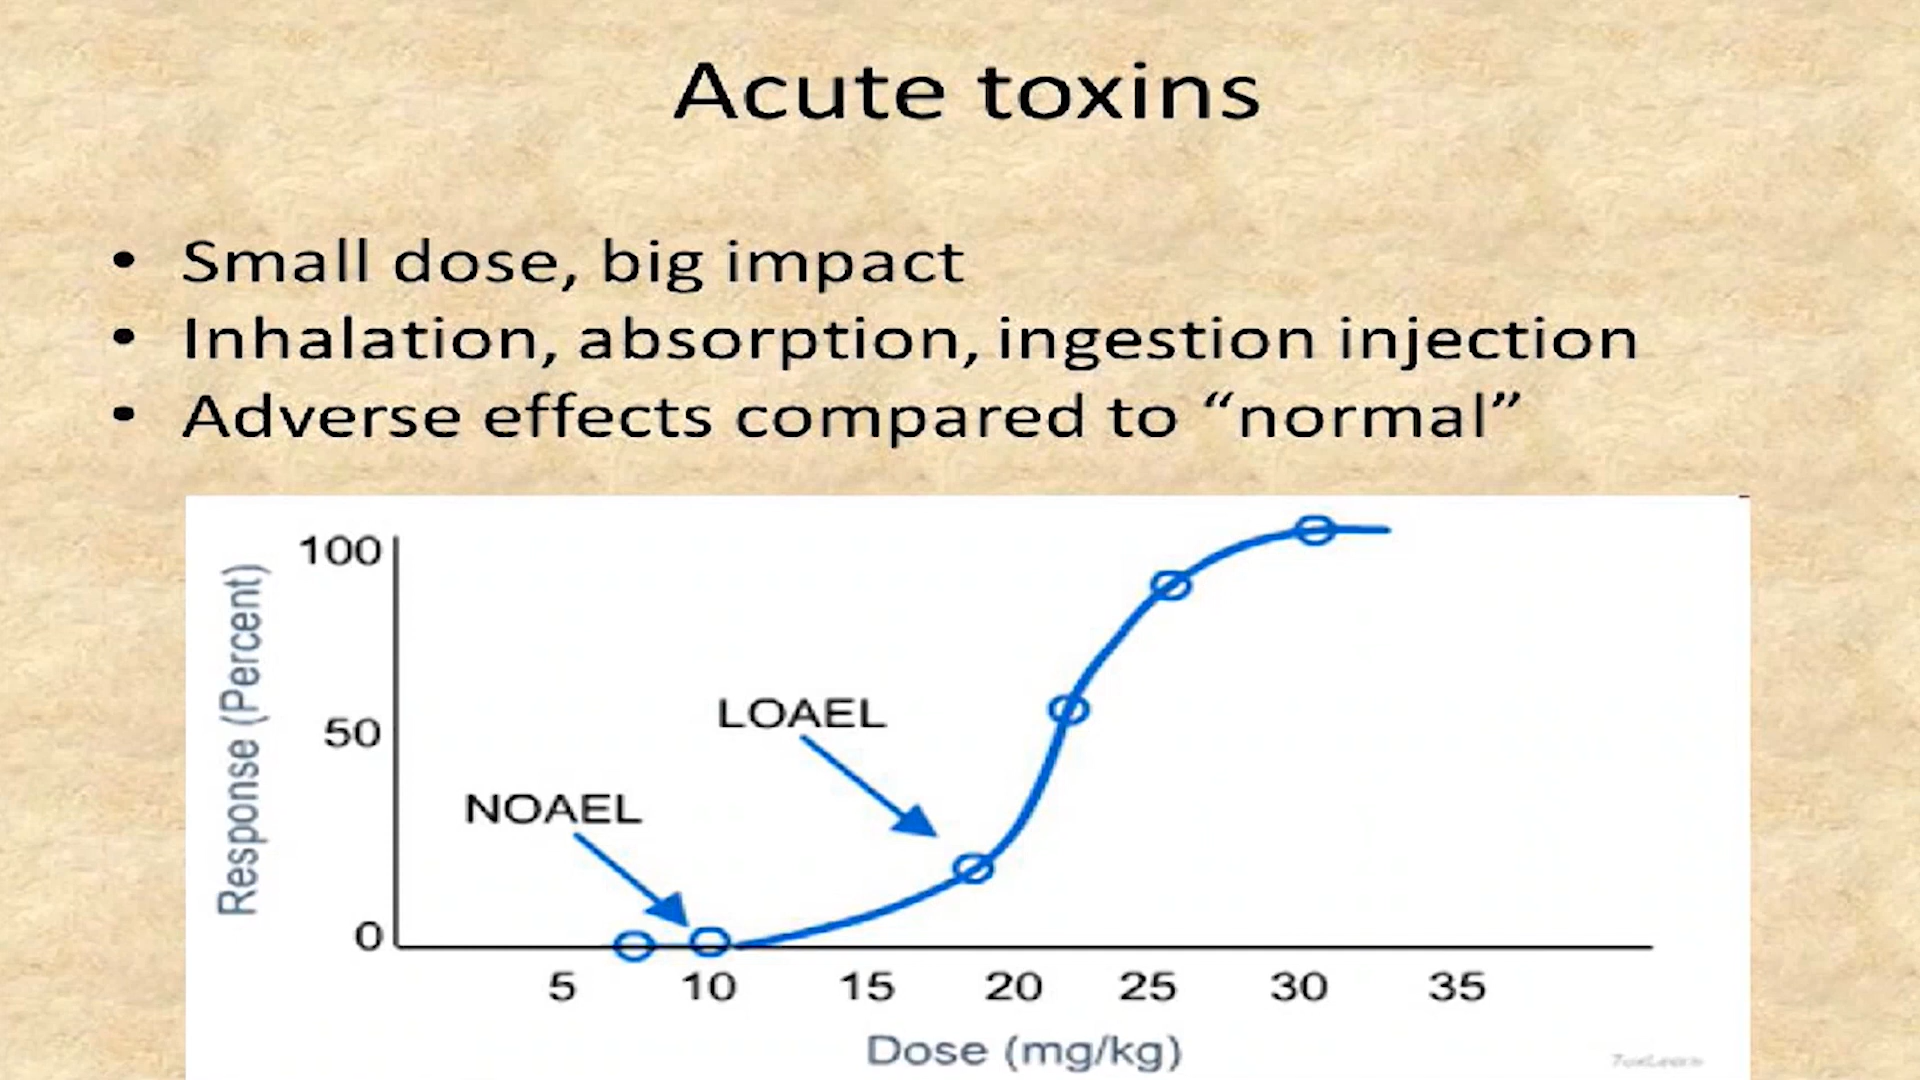 Acute toxins
• Small dose, big impact
• Inhalation, absorption, ingestion injection
• Adverse effects compared to “normal”
100
50
0
Response (Percent)
LOAEL
NOAEL
5 10 15 20 25 30 35
Dose (mg/kg)